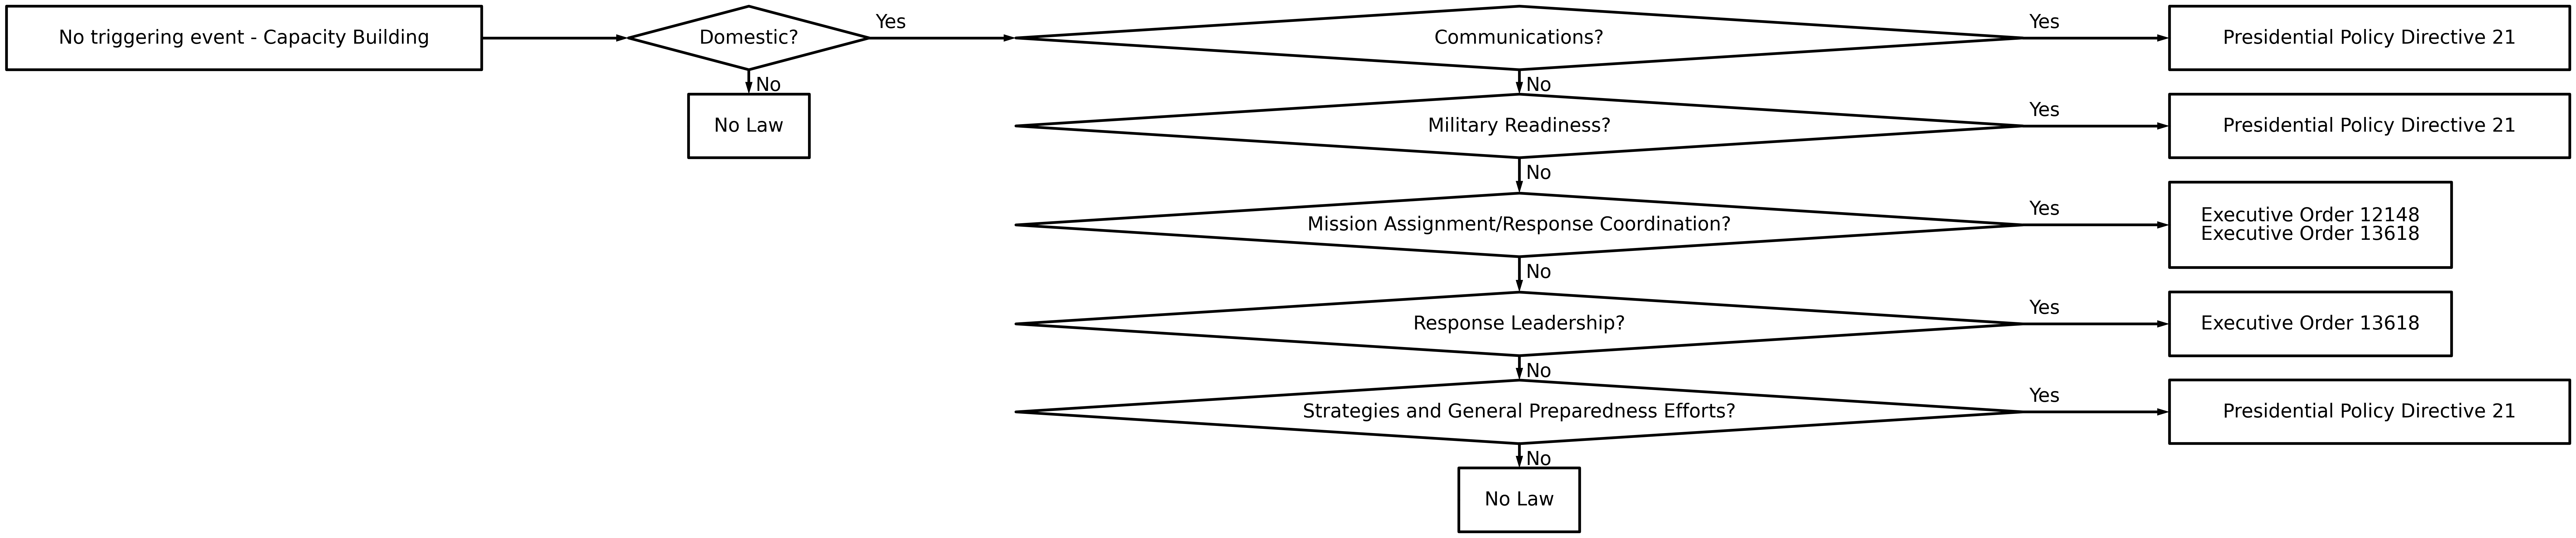 No triggering event - Capacity Building
Domestic?
Yes
Communications?
Yes
Presidential Policy Directive 21
No
No Law
No
Military Readiness?
Yes
Presidential Policy Directive 21
No
Mission Assignment/Response Coordination?
Yes
Executive Order 12148
Executive Order 13618
No
Response Leadership?
Yes
Executive Order 13618
No
Strategies and General Preparedness Efforts?
Yes
Presidential Policy Directive 21
No
No Law